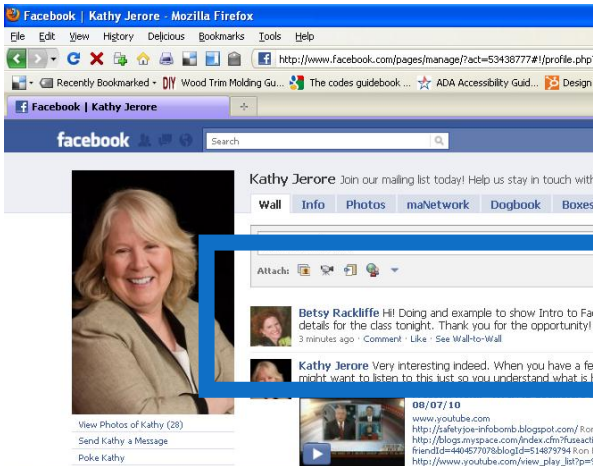 Facebook | Kathy Jerore - Mozilla Firefox
File Edit View History Delicious Bookmarks Tools Help
http://www.facebook.com/pages/manage/?act=53438777#!/profile.php?
Recently Bookmarked DIY Wood Trim Molding Gu... The codes guidebook ... ADA Accessibility Guid... Design
Facebook | Kathy Jerore
facebook Search
Kathy Jerore Join our mailing list today! Help us stay in touch with
Wall Info Photos maNetwork Dogbook Boxes
Attach:
Betsy Rackliffe Hi! Doing and example to show Intro to Fa
details for the class tonight. Thank you for the opportunity!
3 minutes ago · Comment · Like · See Wall-to-Wall
Kathy Jerore Very interesting indeed. When you have a fe
might want to listen to this just so you understand what is
08/07/10
www.youtube.com
http://safetyjoe-infobomb.blogspot.com/ Ron
http://blogs.myspace.com/index.cfm?fuseacti
friendId=440457707&blogId=514879794 Ron
http://www.youtube.com/view_play_list?p=
View Photos of Kathy (28)
Send Kathy a Message
Poke Kathy